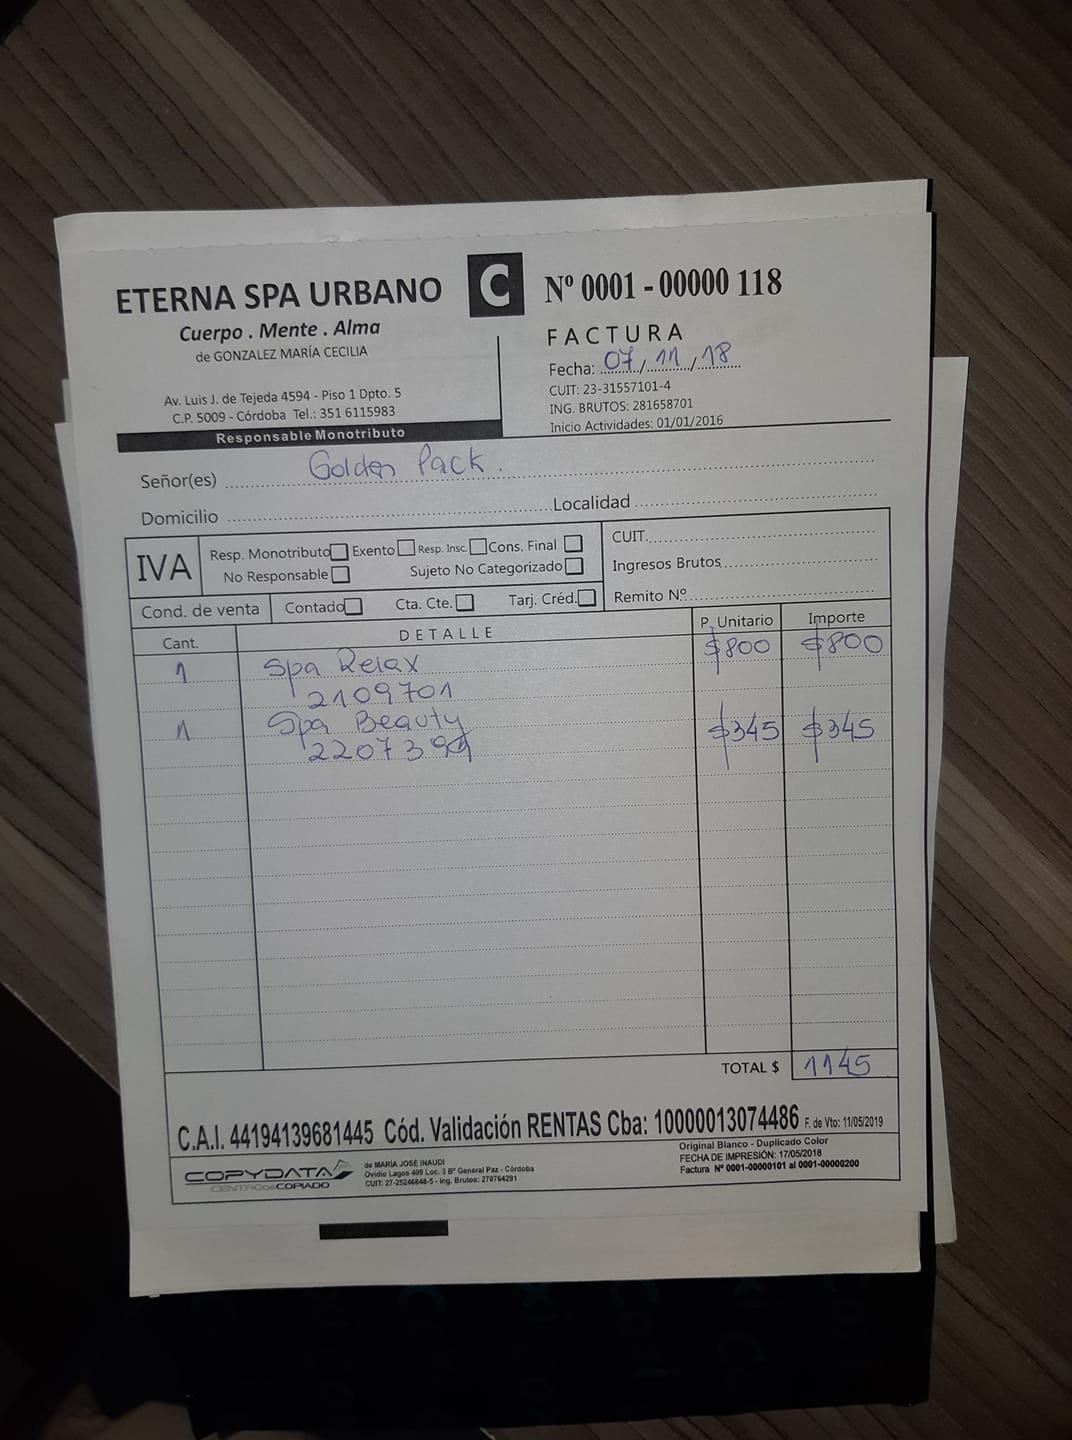 ETERNA SPA URBANO
Cuerpo . Mente . Alma
de GONZALEZ MARÍA CECILIA
Av. Luis J. de Tejeda 4594 - Piso 1 Dpto. 5
C.P. 5009 - Córdoba Tel.: 351 6115983
Responsable Monotributo
C
Nº 0001 - 00000 118
FACTURA
Fecha: 07/11/18
CUIT: 23-31557101-4
ING. BRUTOS: 281658701
Inicio Actividades: 01/01/2016
Señor(es) Golden Pack.
Domicilio Localidad
IVA Resp. Monotributo Exento Resp. Insc. Cons. Final
No Responsable Sujeto No Categorizado
CUIT.
Ingresos Brutos
Cond. de venta Contado Cta. Cte. Tarj. Créd. Remito Nº
Cant. DETALLE P. Unitario Importe
1 Spa Relax $800 $800
2109701
1 Spa Beauty $345 $345
TOTAL $ 1145
C.A.I. 44194139681445 Cód. Validación RENTAS Cba: 10000013074486 F. de Vto: 11/05/2019
COPYDATA
CENTRO DE COPIADO
de MARÍA JOSÉ INAUDI
Ovidio Lagos 409 Loc. 3 Bº General Paz - Córdoba
CUIT: 27-25246848-5 - Ing. Brutos: 270764291
Original Blanco - Duplicado Color
FECHA DE IMPRESIÓN: 17/05/2018
Factura Nº 0001-00000101 al 0001-00000200